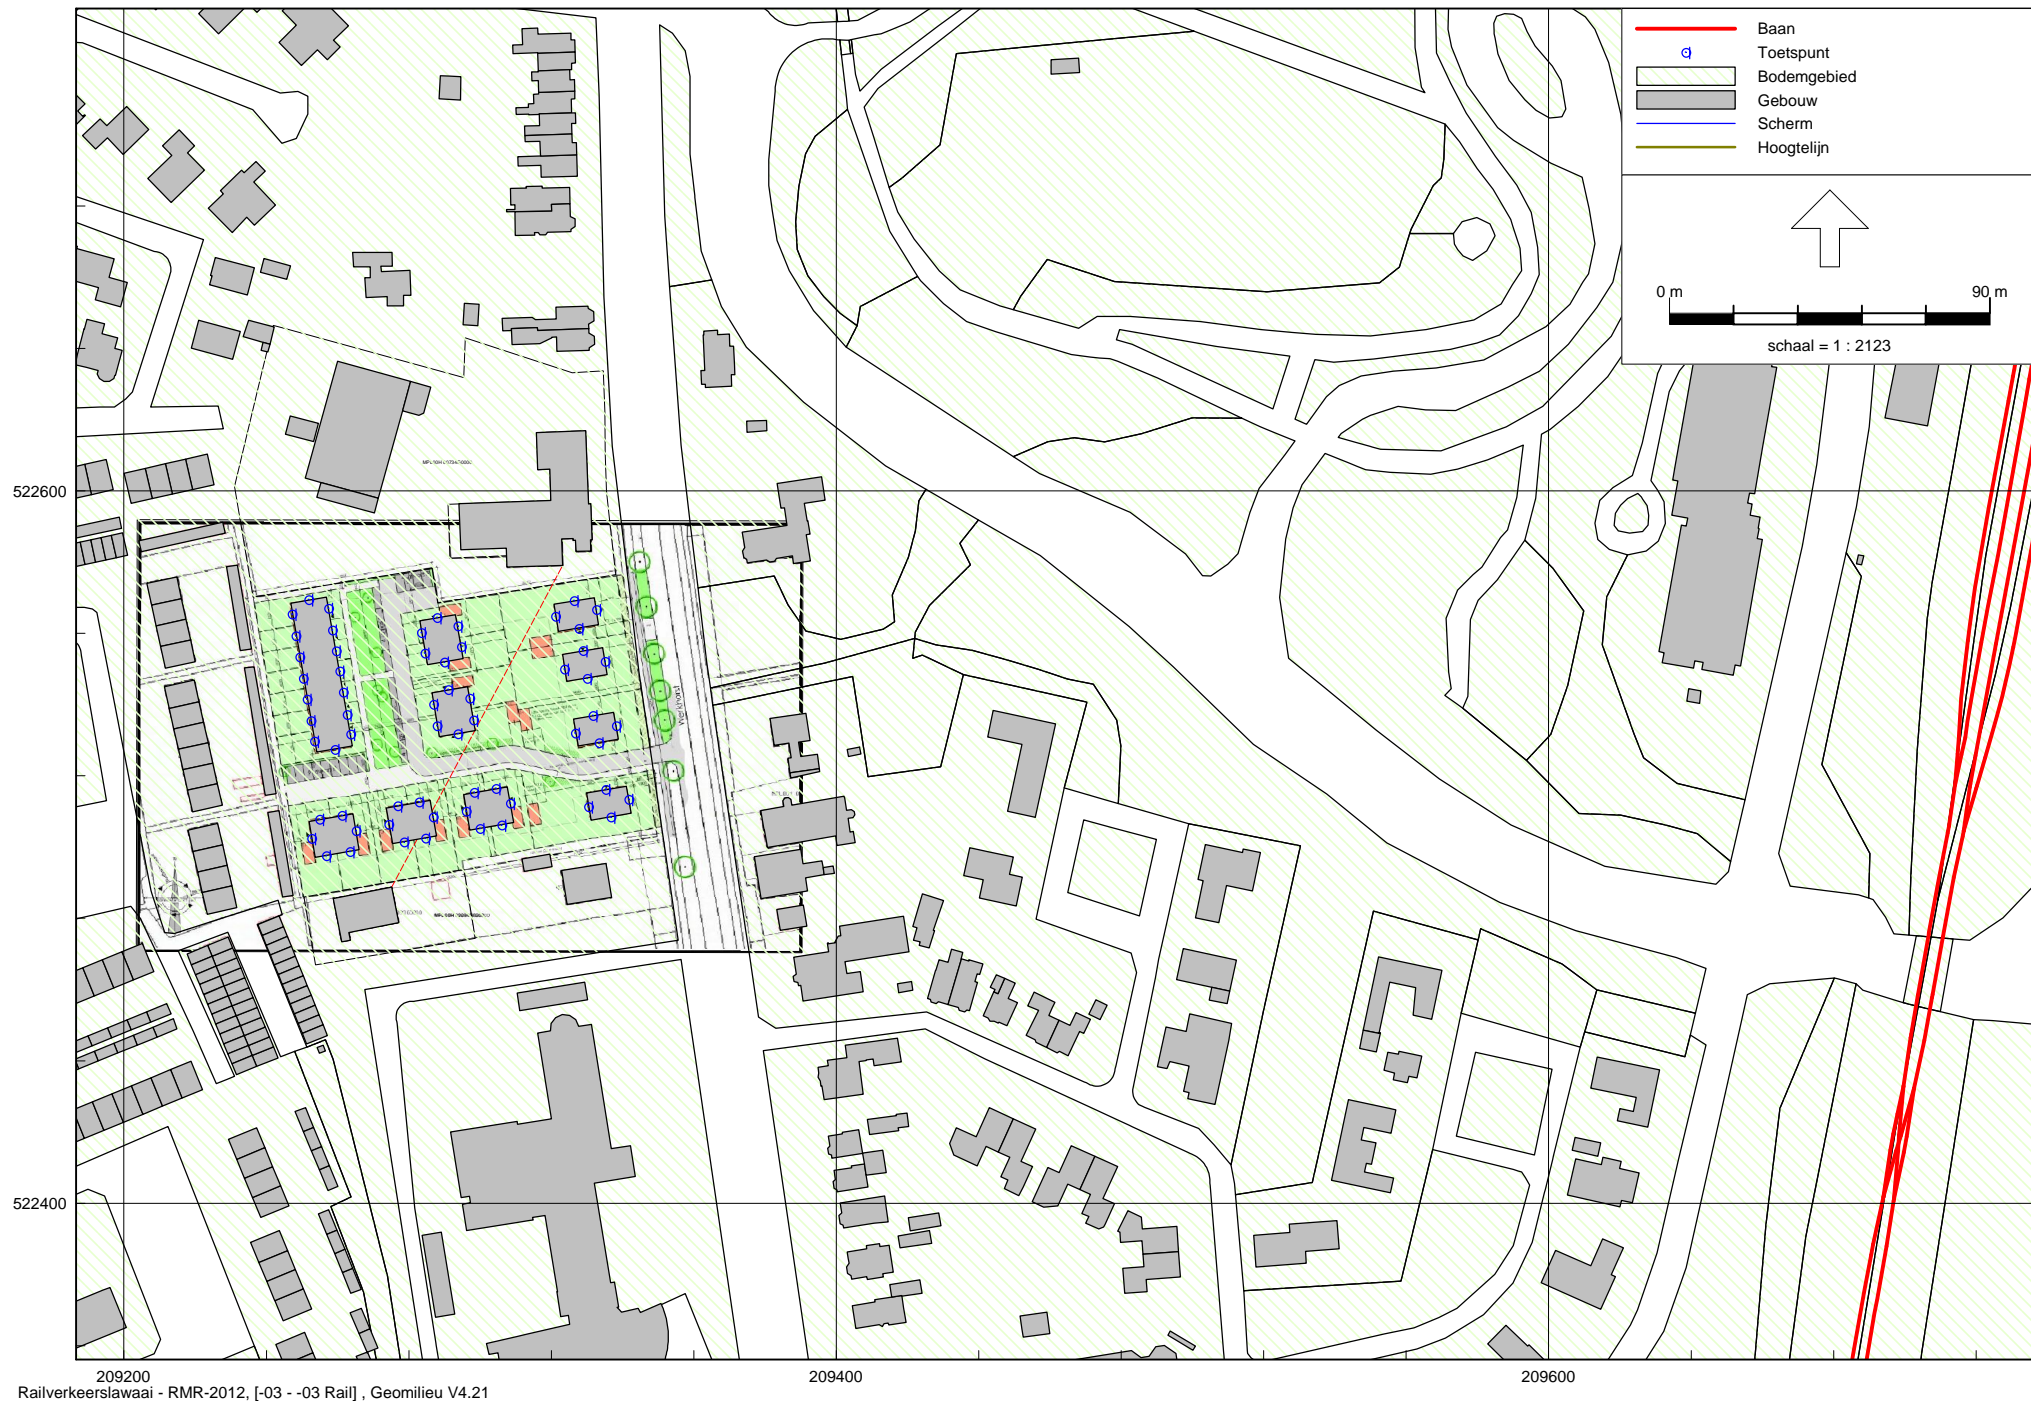 Baan
Toetspunt
Bodemgebied
Gebouw
Scherm
Hoogtelijn
0 m
90 m
schaal = 1 : 2123
522600
522400
209200
209400
209600
Railverkeerslawaai - RMR-2012, [-03 - -03 Rail] , Geomilieu V4.21